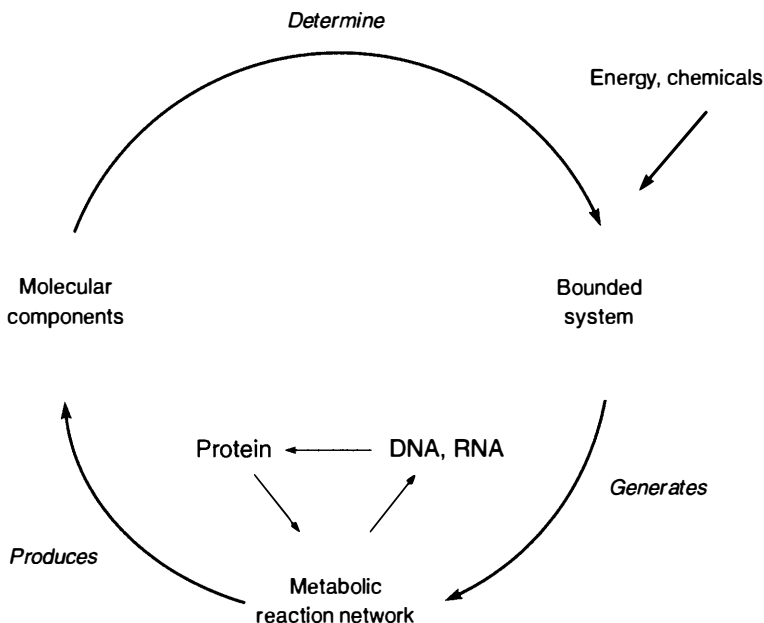 Determine
Energy, chemicals
Molecular
components
Bounded
system
Protein
DNA, RNA
Generates
Produces
Metabolic
reaction network